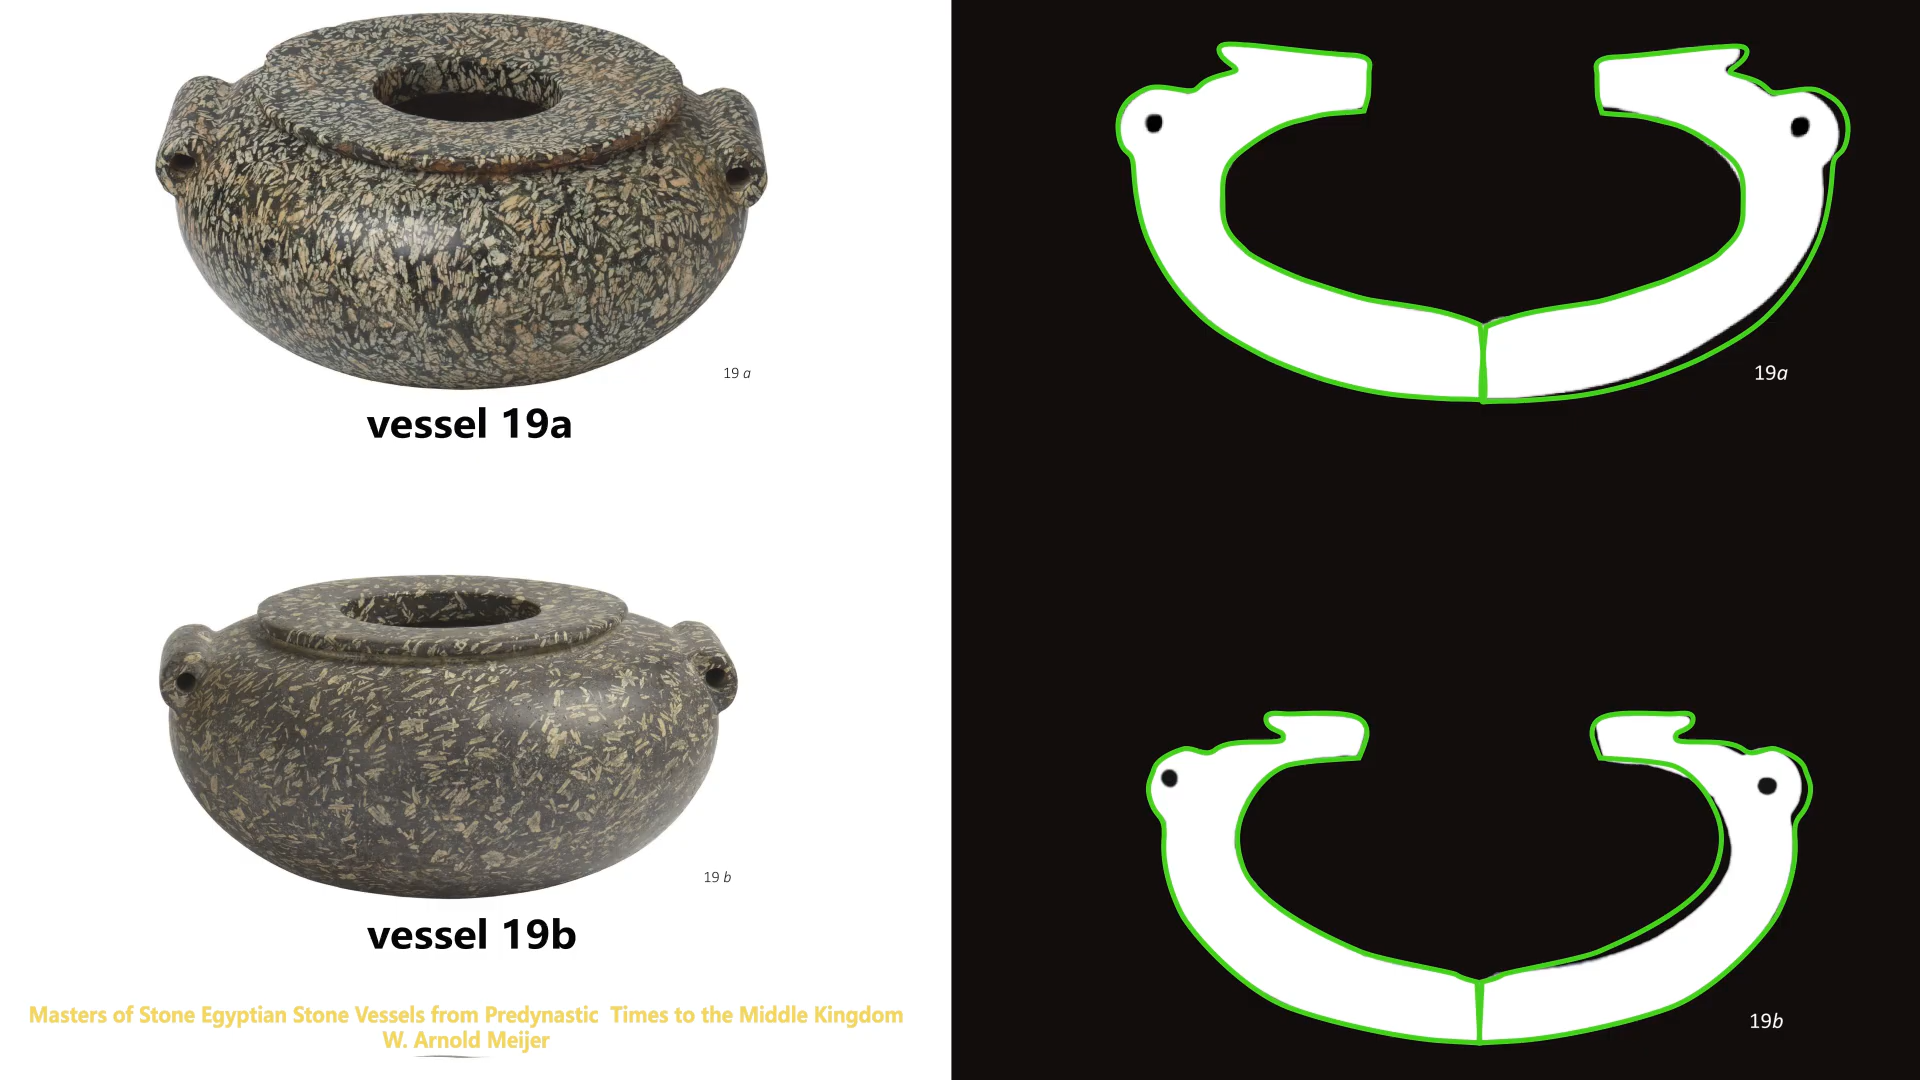 19 a
vessel 19a
19a
19 b
vessel 19b
Masters of Stone Egyptian Stone Vessels from Predynastic Times to the Middle Kingdom
W. Arnold Meijer
19b